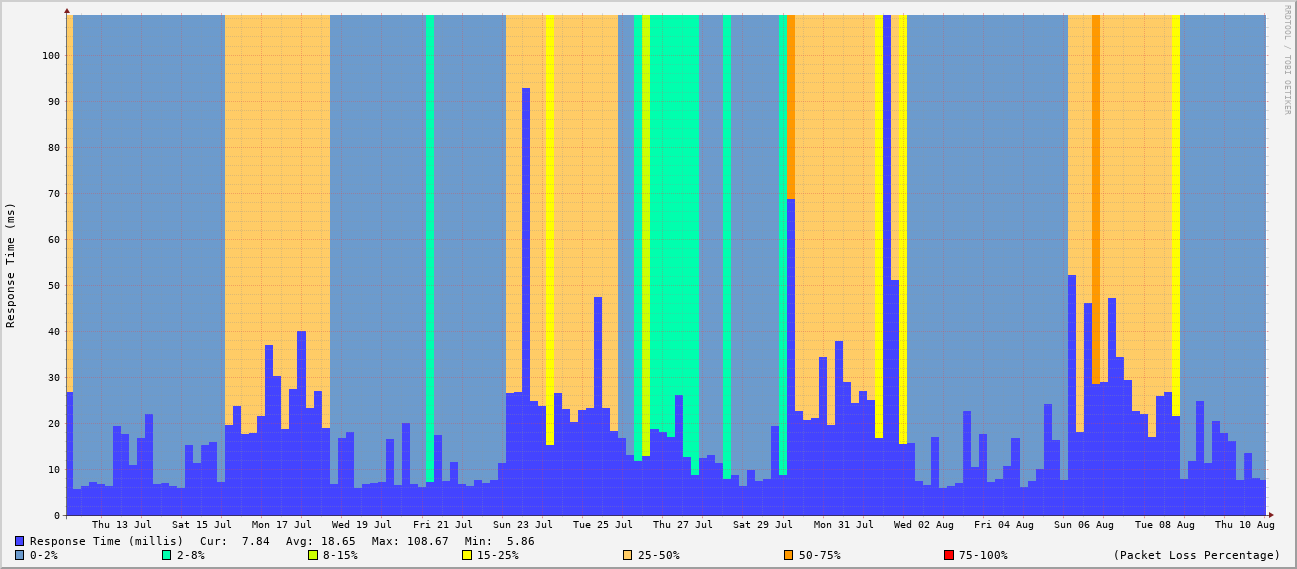 RRDTOOL / TOBI OETIKER
Response Time (ms)
100
90
80
70
60
50
40
30
20
10
0
Thu 13 Jul Sat 15 Jul Mon 17 Jul Wed 19 Jul Fri 21 Jul Sun 23 Jul Tue 25 Jul Thu 27 Jul Sat 29 Jul Mon 31 Jul Wed 02 Aug Fri 04 Aug Sun 06 Aug Tue 08 Aug Thu 10 Aug
Response Time (millis) Cur: 7.84 Avg: 18.65 Max: 108.67 Min: 5.86
0-2% 2-8% 8-15% 15-25% 25-50% 50-75% 75-100% (Packet Loss Percentage)